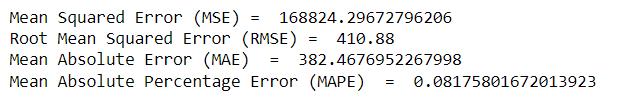 Mean Squared Error (MSE) =  168824.29672796206
Root Mean Squared Error (RMSE) =  410.88
Mean Absolute Error (MAE)  =  382.4676952267998
Mean Absolute Percentage Error (MAPE)  =  0.08175801672013923